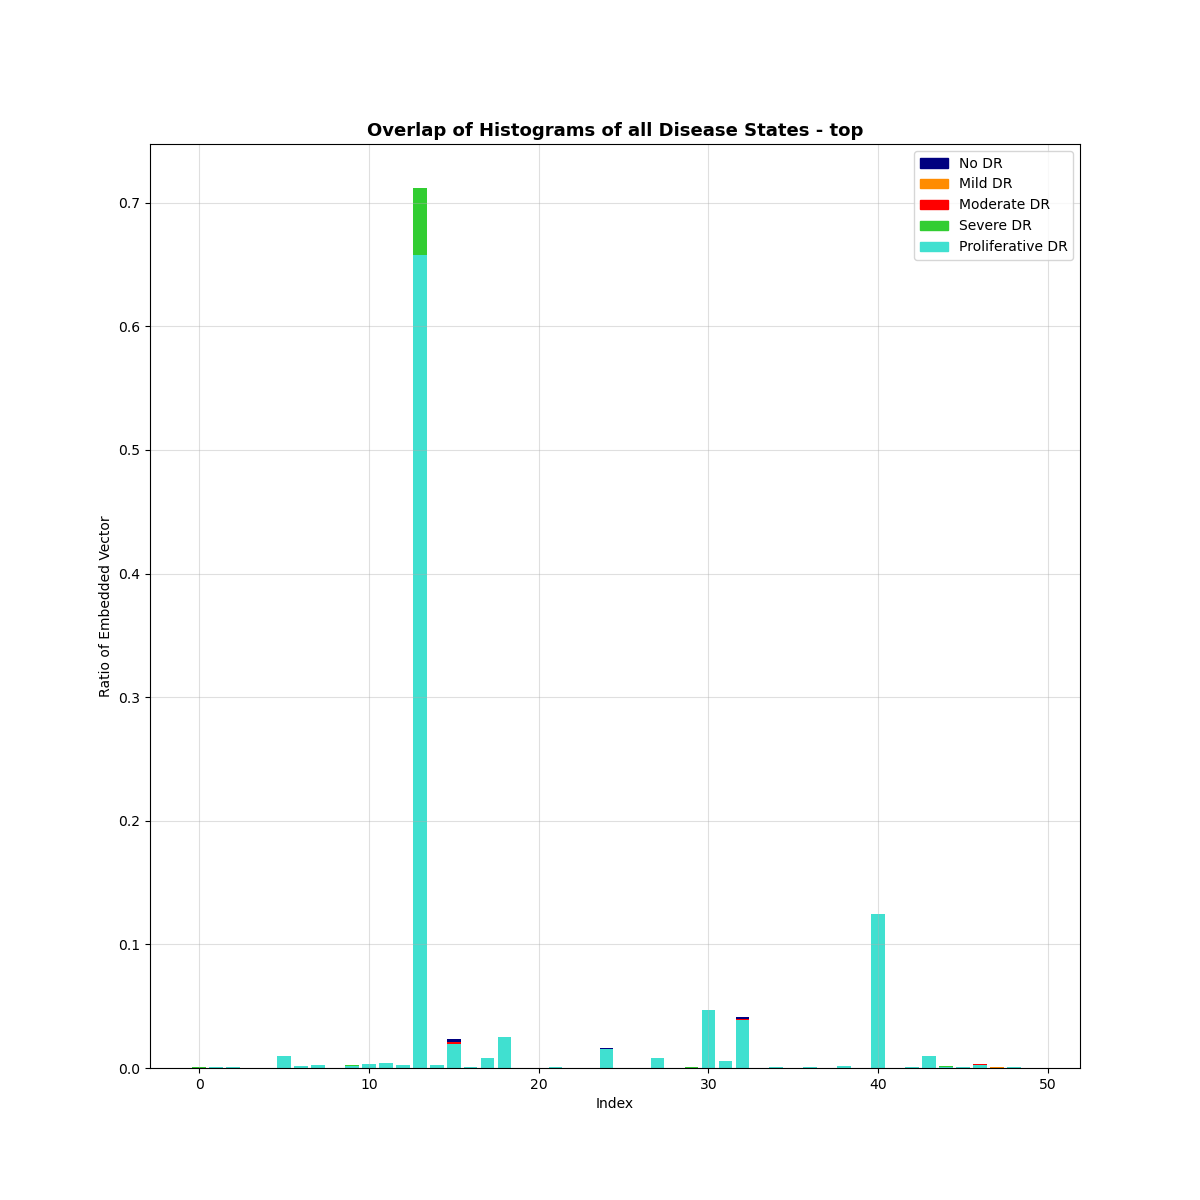 Overlap of Histograms of all Disease States - top
No DR
Mild DR
Moderate DR
Severe DR
Proliferative DR
0.7
0.6
0.5
0.4
0.3
0.2
0.1
0.0
Ratio of Embedded Vector
0 10 20 30 40 50
Index